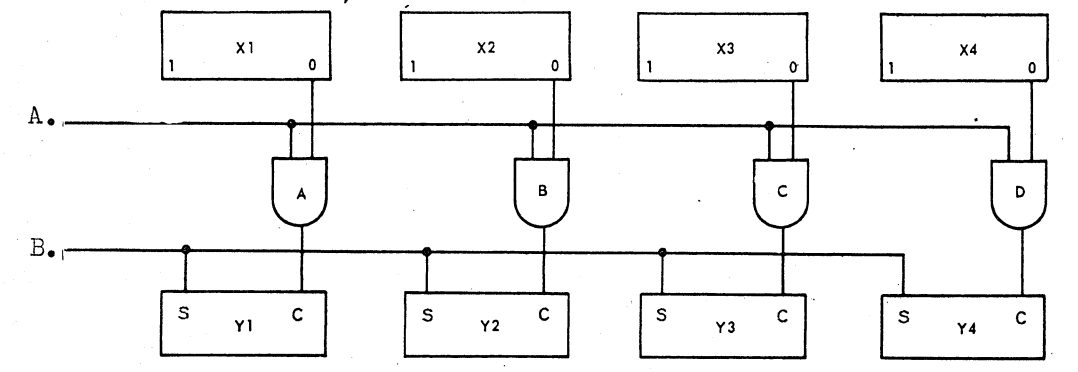 X1 X2 X3 X4
1 0 1 0 1 0 1 0
A.
A B C D
B.
S C S C S C S C
Y1 Y2 Y3 Y4